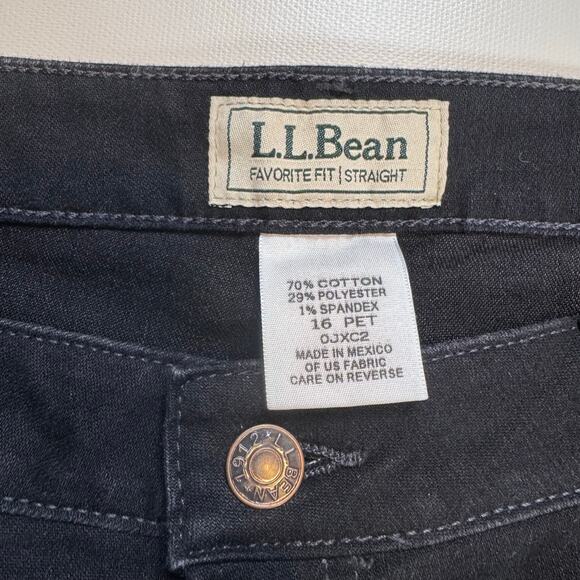 L.L.Bean
FAVORITE FIT | STRAIGHT
70% COTTON
29% POLYESTER
1% SPANDEX
16 PET
OJXC2
MADE IN MEXICO
OF US FABRIC
CARE ON REVERSE
1912*L.L.BEAN*